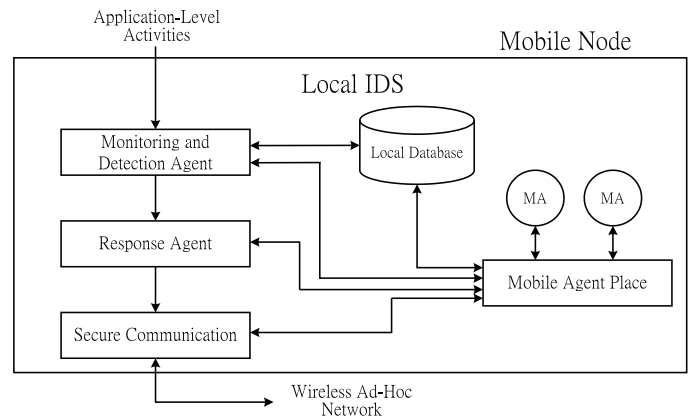 Application-Level
Activities
Mobile Node
Local IDS
Monitoring and
Detection Agent
Local Database
MA
MA
Response Agent
Mobile Agent Place
Secure Communication
Wireless Ad-Hoc
Network